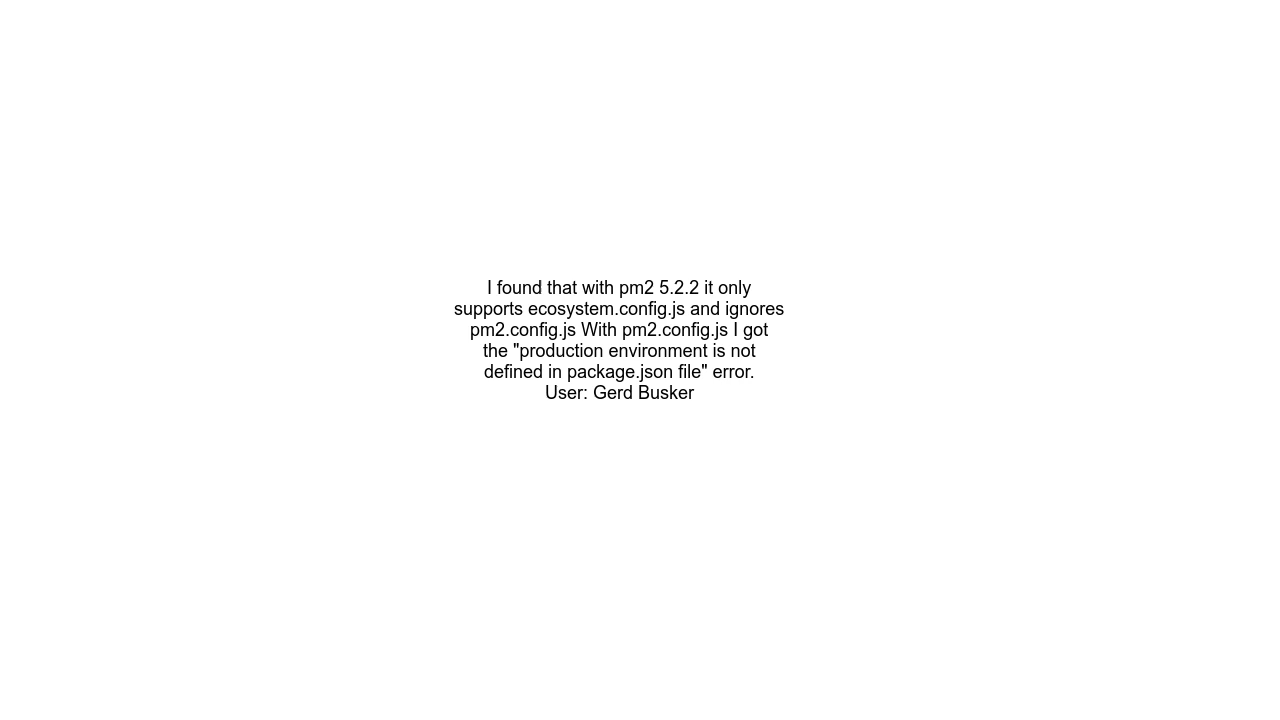 I found that with pm2 5.2.2 it only
supports ecosystem.config.js and ignores
pm2.config.js With pm2.config.js I got
the "production environment is not
defined in package.json file" error.
User: Gerd Busker